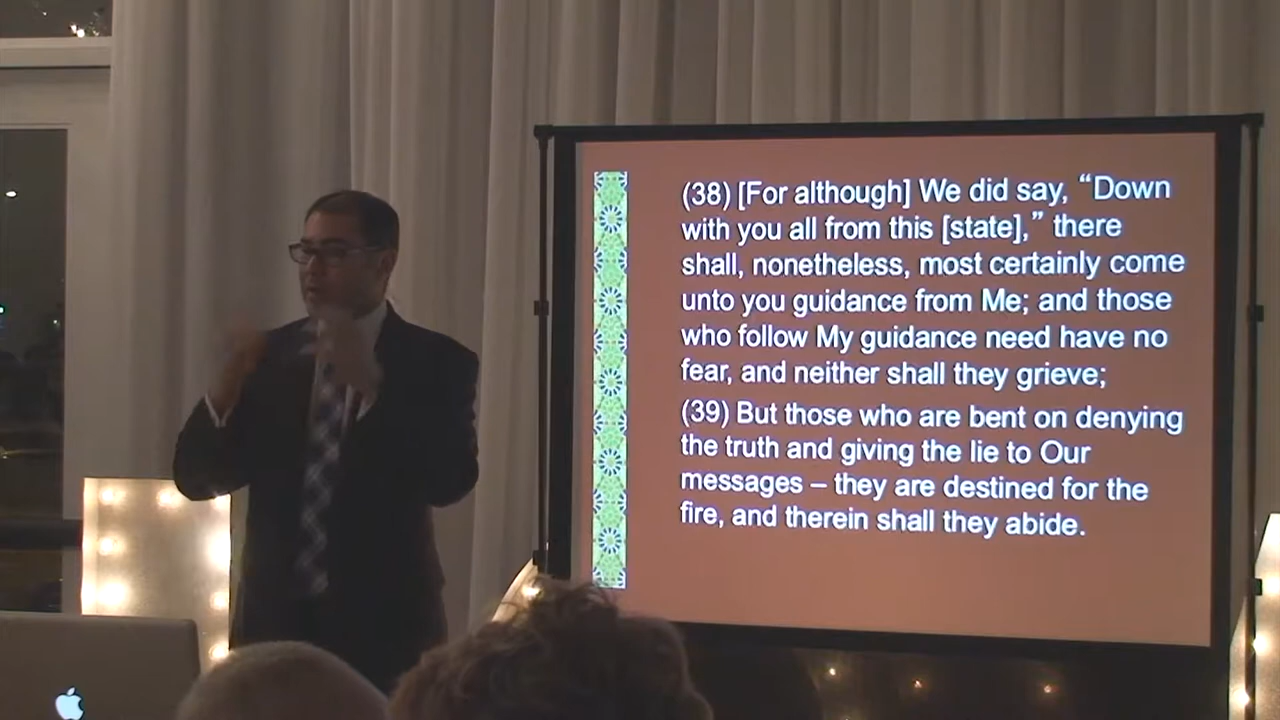 (38) [For although] We did say, “Down
with you all from this [state],” there
shall, nonetheless, most certainly come
unto you guidance from Me; and those
who follow My guidance need have no
fear, and neither shall they grieve;
(39) But those who are bent on denying
the truth and giving the lie to Our
messages – they are destined for the
fire, and therein shall they abide.